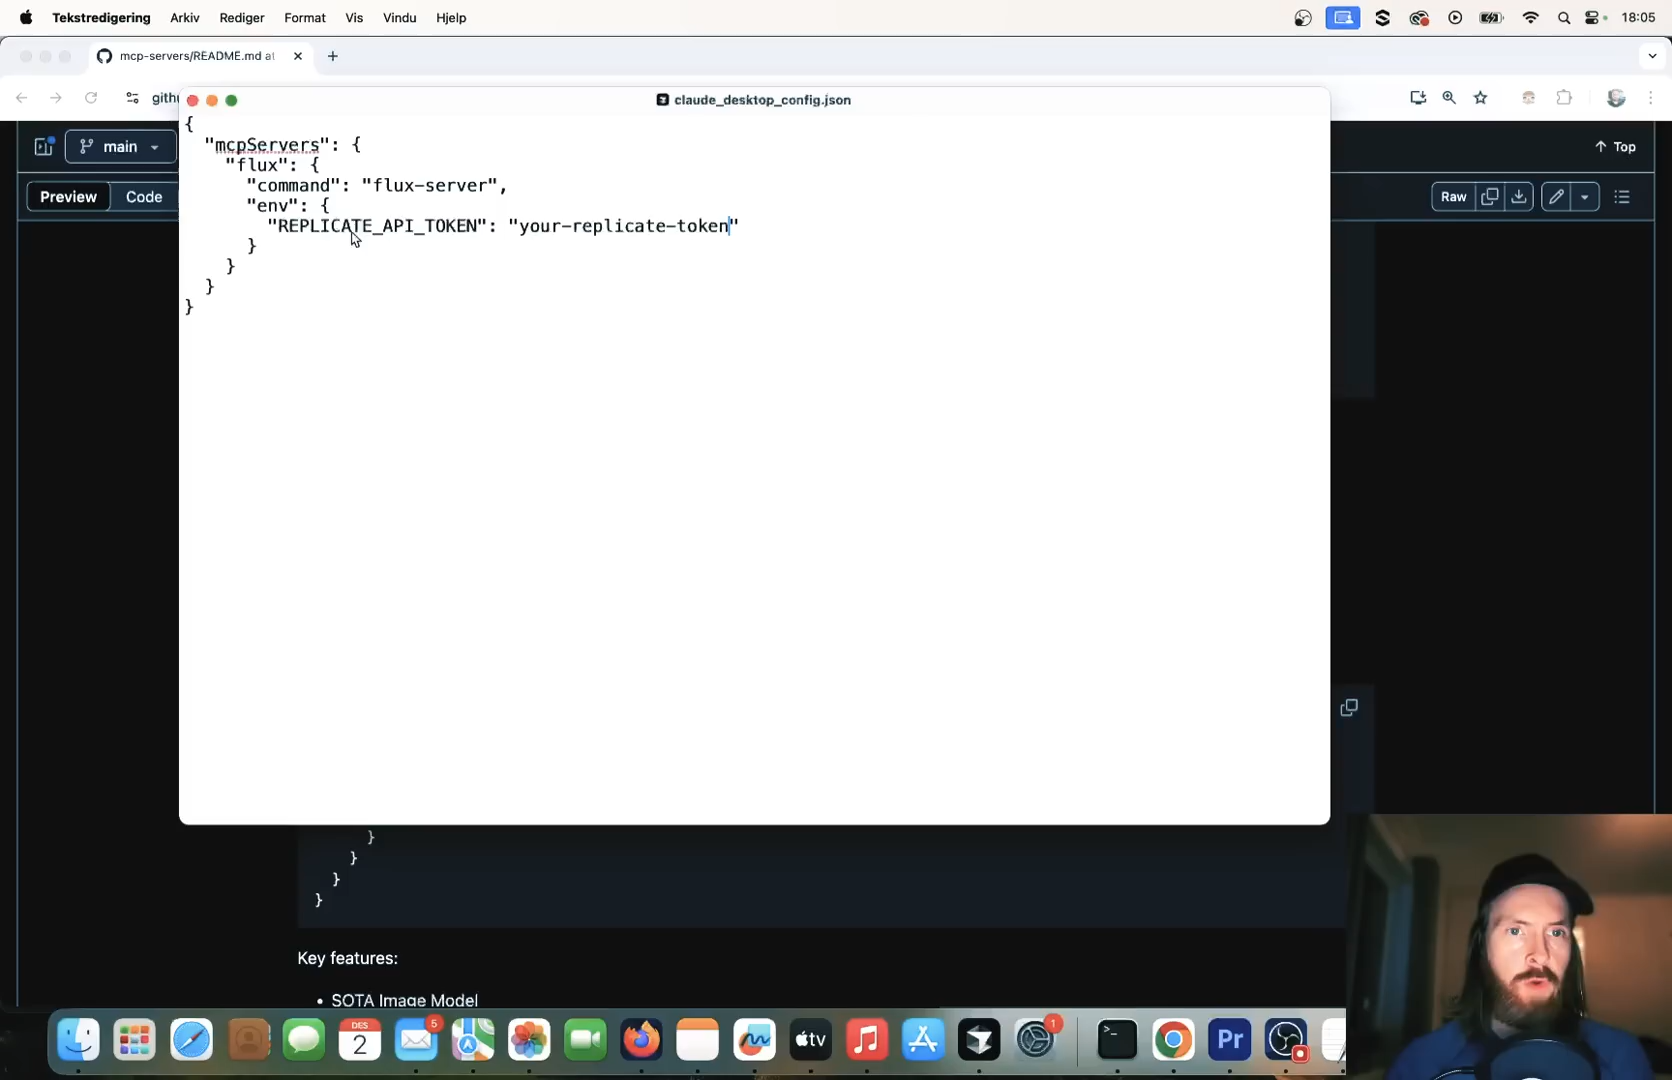 Tekstredigering Arkiv Rediger Format Vis Vindu Hjelp 18:05
mcp-servers/README.md at
claude_desktop_config.json
{
"mcpServers": {
"flux": {
"command": "flux-server",
"env": {
"REPLICATE_API_TOKEN": "your-replicate-token"
}
}
}
}
main
Top
Preview Code
Raw
}
}
}
}
Key features:
• SOTA Image Model
DES
2
5
tv
1
Pr